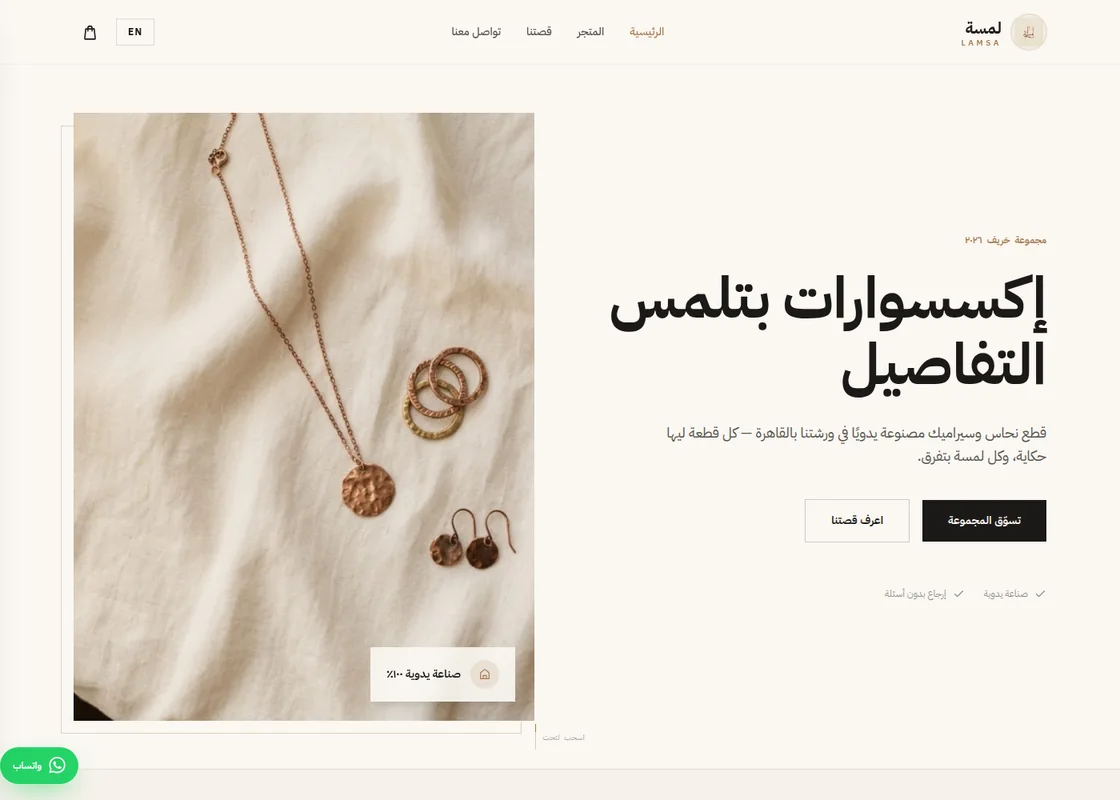 لمسة
LAMSA
الرئيسية
المتجر
قصتنا
تواصل معنا
EN
مجموعة خريف ٢٠٢٦
إكسسوارات بتلمس
التفاصيل
قطع نحاس وسيراميك مصنوعة يدويًا في ورشتنا بالقاهرة — كل قطعة ليها
حكاية، وكل لمسة بتفرق.
تسوّق المجموعة
اعرف قصتنا
صناعة يدوية
إرجاع بدون أسئلة
صناعة يدوية ١٠٠٪
اسحب لتحت
واتساب